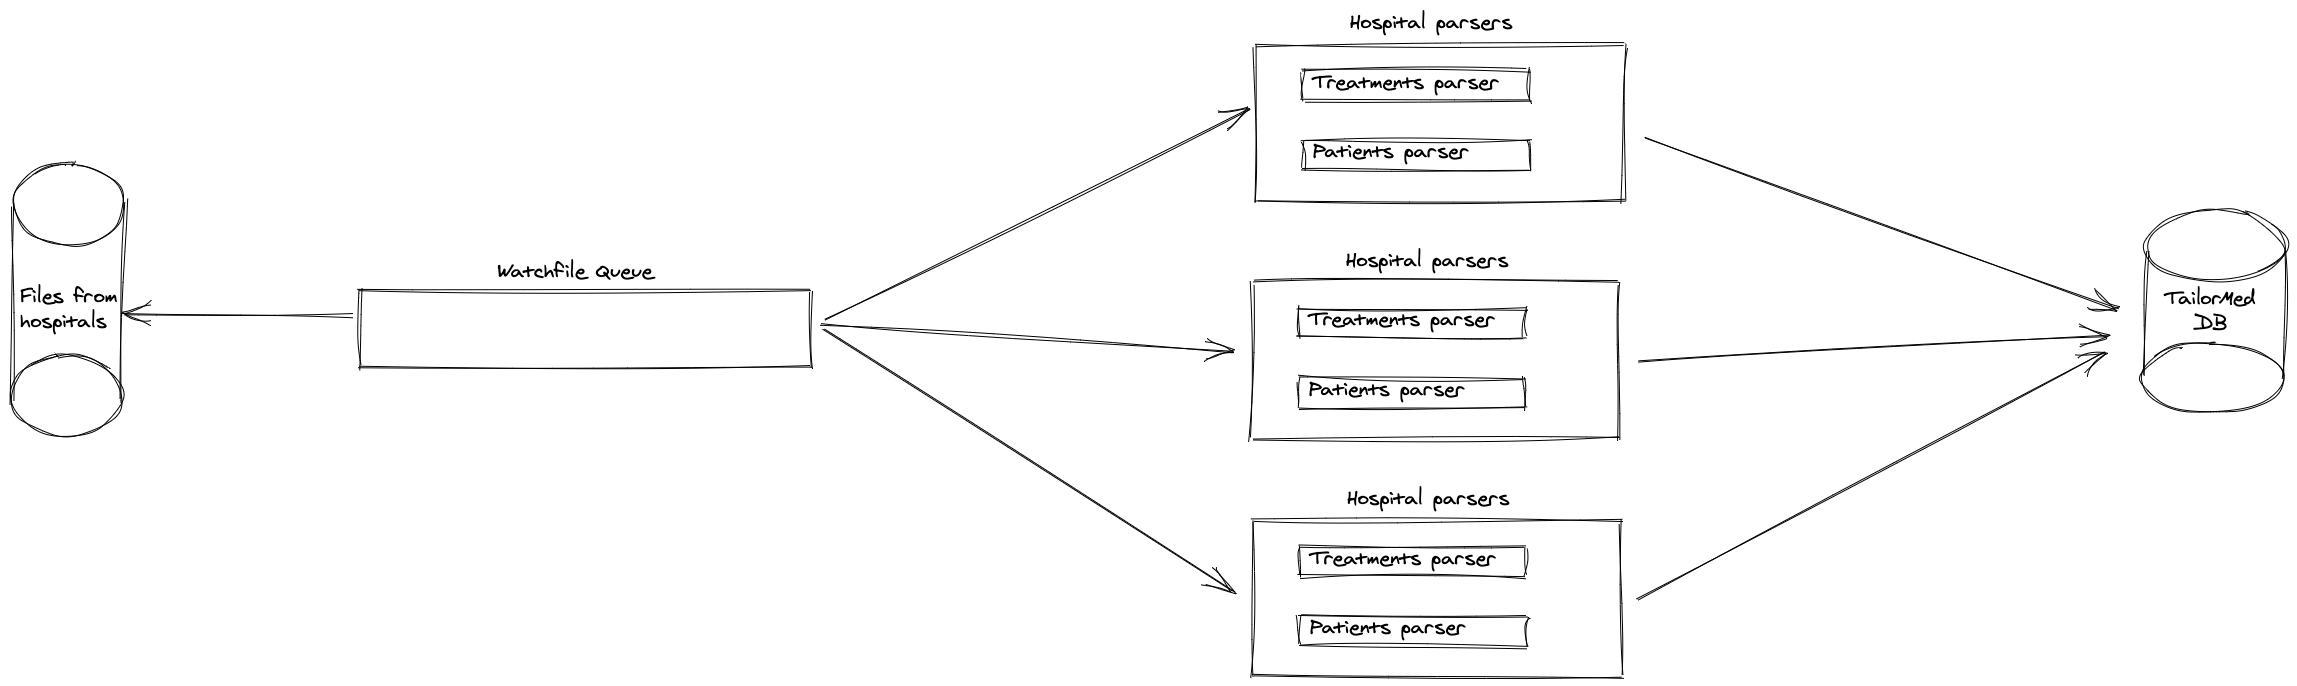 Hospital parsers
Treatments parser
Patients parser
Files from
hospitals
Watchfile Queue
Hospital parsers
Treatments parser
Patients parser
TailorMed
DB
Hospital parsers
Treatments parser
Patients parser